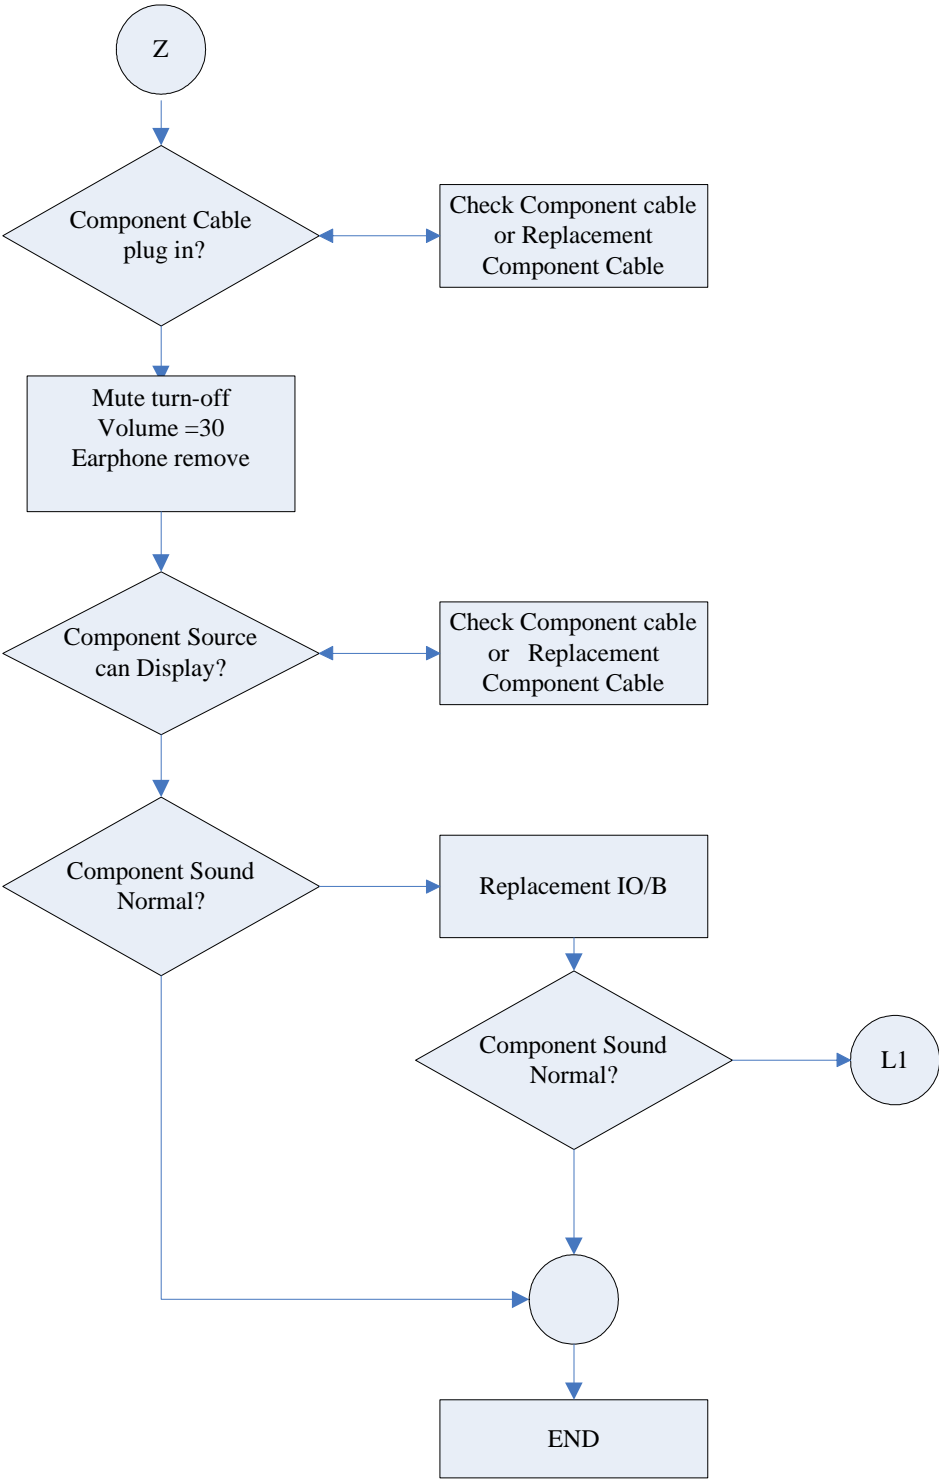 Z
Component Cable
plug in?
Check Component cable
or Replacement
Component Cable
Mute turn-off
Volume =30
Earphone remove
Component Source
can Display?
Check Component cable
or Replacement
Component Cable
Component Sound
Normal?
Replacement IO/B
Component Sound
Normal?
L1
END